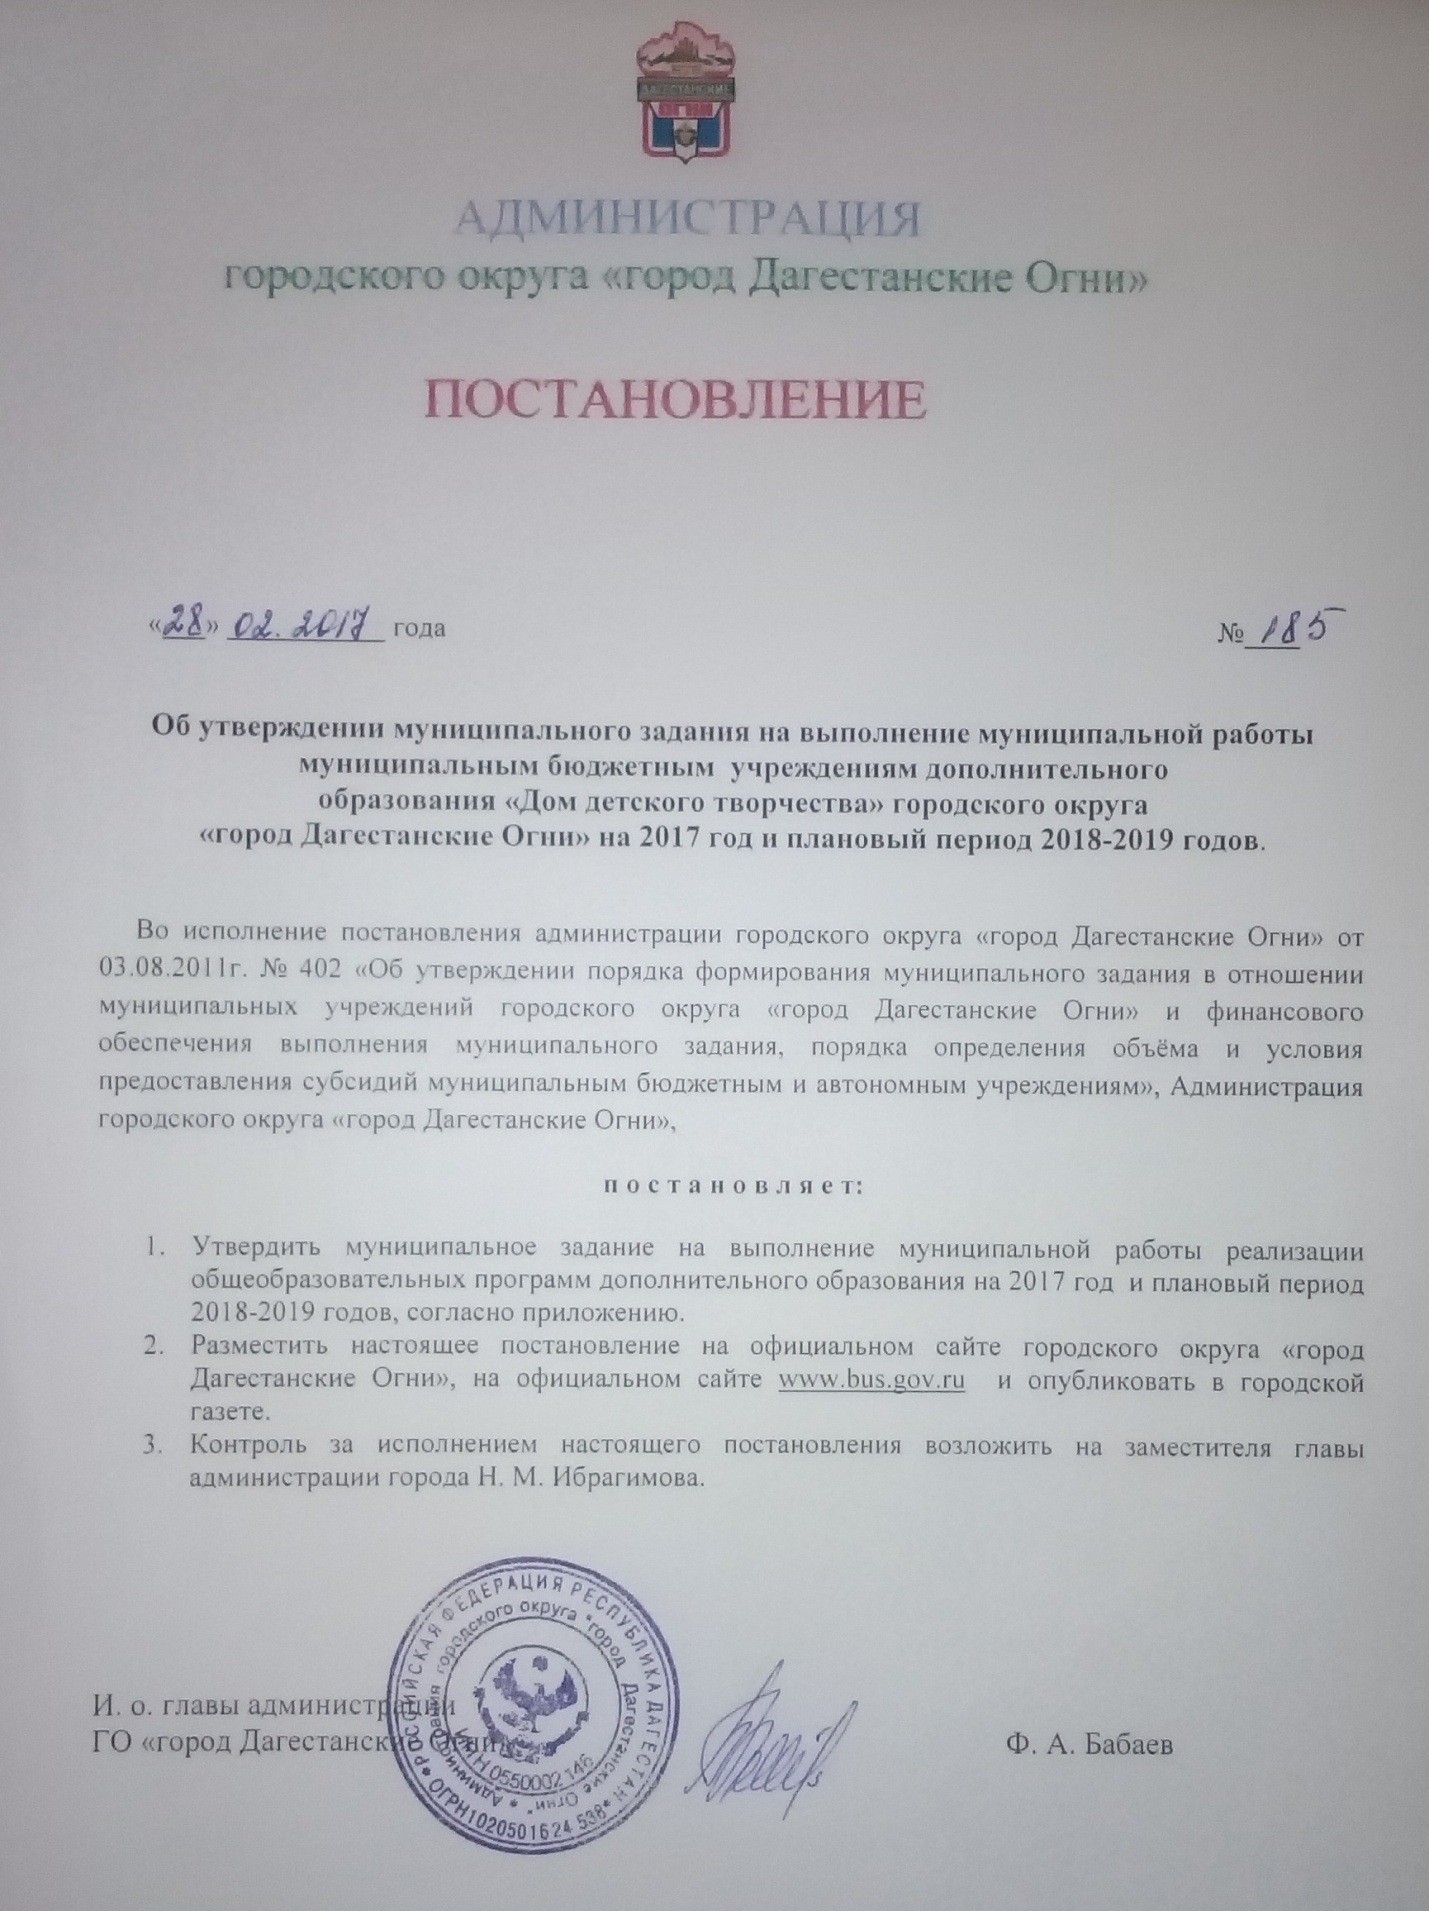 ДАГЕСТАНСКИЕ
ОГНИ
АДМИНИСТРАЦИЯ
городского округа «город Дагестанские Огни»
ПОСТАНОВЛЕНИЕ
«28» 02. 2017 года
№ 185
Об утверждении муниципального задания на выполнение муниципальной работы
муниципальным бюджетным учреждениям дополнительного
образования «Дом детского творчества» городского округа
«город Дагестанские Огни» на 2017 год и плановый период 2018-2019 годов.
Во исполнение постановления администрации городского округа «город Дагестанские Огни» от
03.08.2011г. № 402 «Об утверждении порядка формирования муниципального задания в отношении
муниципальных учреждений городского округа «город Дагестанские Огни» и финансового
обеспечения выполнения муниципального задания, порядка определения объёма и условия
предоставления субсидий муниципальным бюджетным и автономным учреждениям», Администрация
городского округа «город Дагестанские Огни»,
п о с т а н о в л я е т:
1. Утвердить муниципальное задание на выполнение муниципальной работы реализации
общеобразовательных программ дополнительного образования на 2017 год и плановый период
2018-2019 годов, согласно приложению.
2. Разместить настоящее постановление на официальном сайте городского округа «город
Дагестанские Огни», на официальном сайте www.bus.gov.ru и опубликовать в городской
газете.
3. Контроль за исполнением настоящего постановления возложить на заместителя главы
администрации города Н. М. Ибрагимова.
И. о. главы администрации
ГО «город Дагестанские Огни»
Ф. А. Бабаев
РОССИЙСКАЯ ФЕДЕРАЦИЯ РЕСПУБЛИКА ДАГЕСТАН
* ОГРН1020501624 538*
городского округа "город Дагестанские Огни" *
ИНН 0550002 146